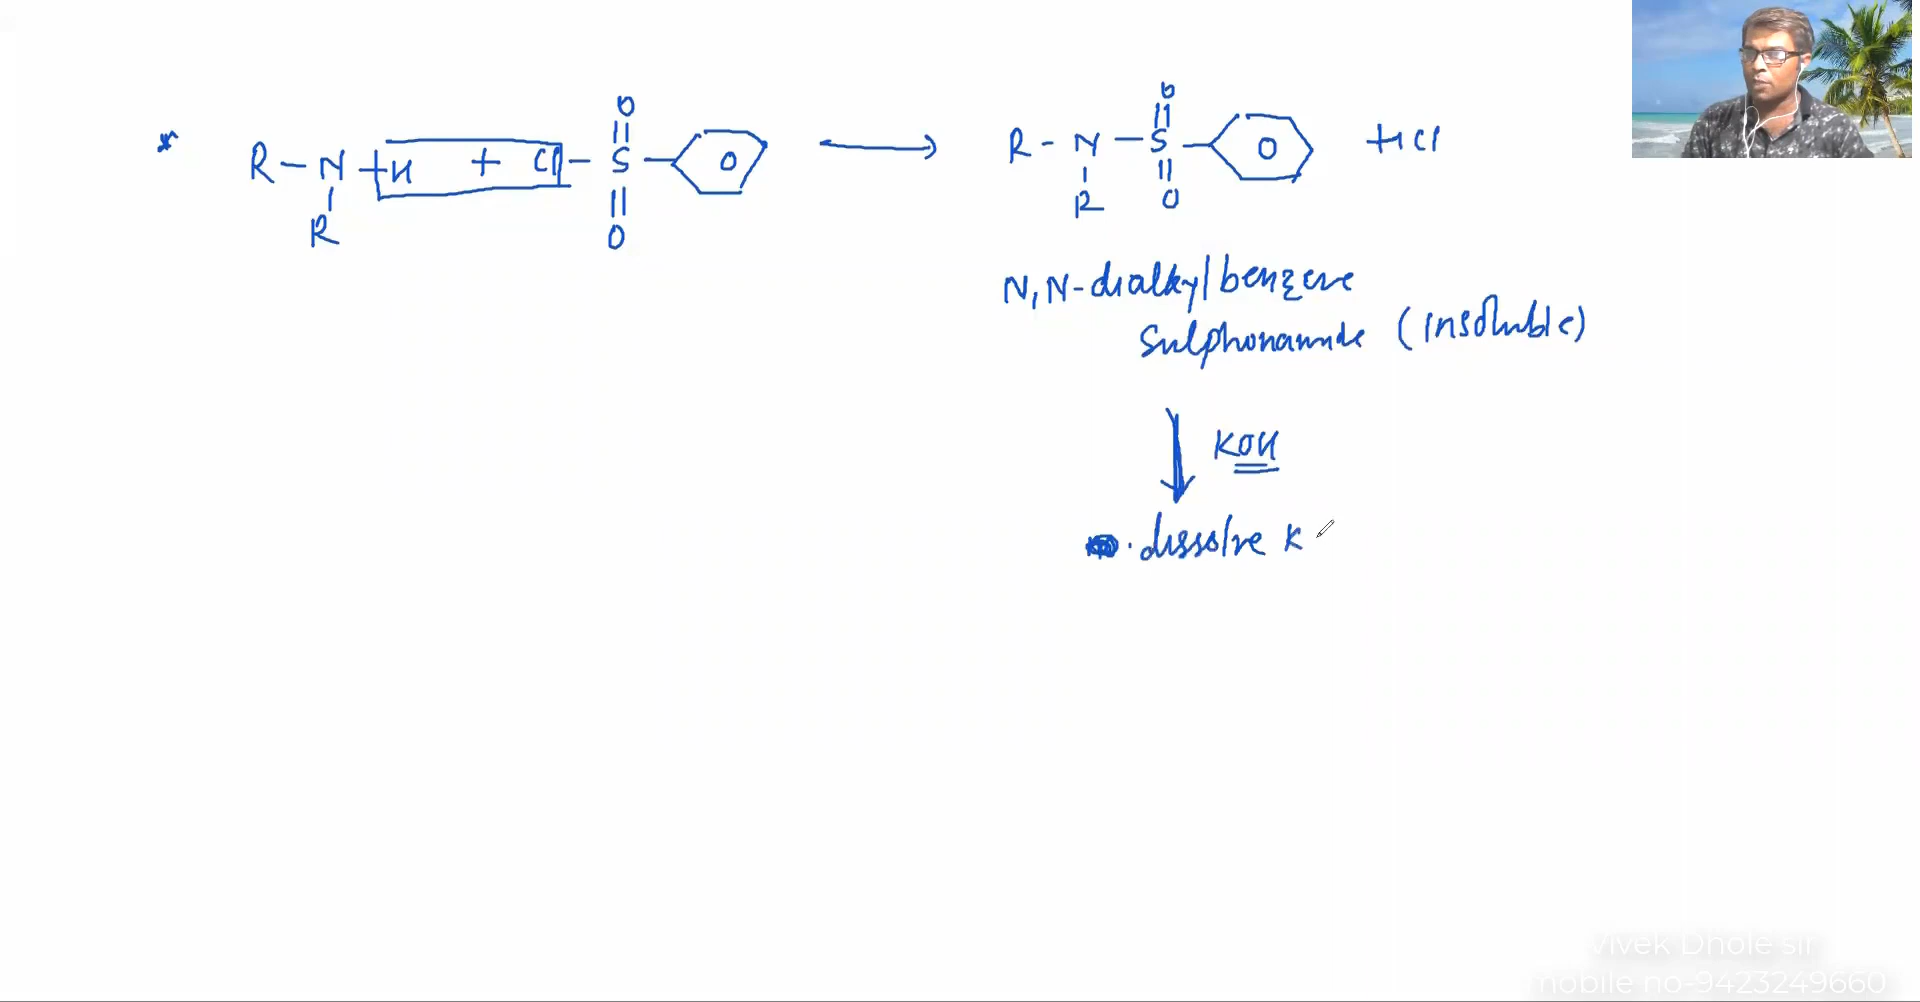 * R - N - H + Cl - S - ⟶ R - N - S - + HCl
O
O
R
O
O
R
O
O
N,N-dialkyl benzene
Sulphonamide (insoluble)
KOH
. dissolve K
Vivek Dhole sir
mobile no-9423249660